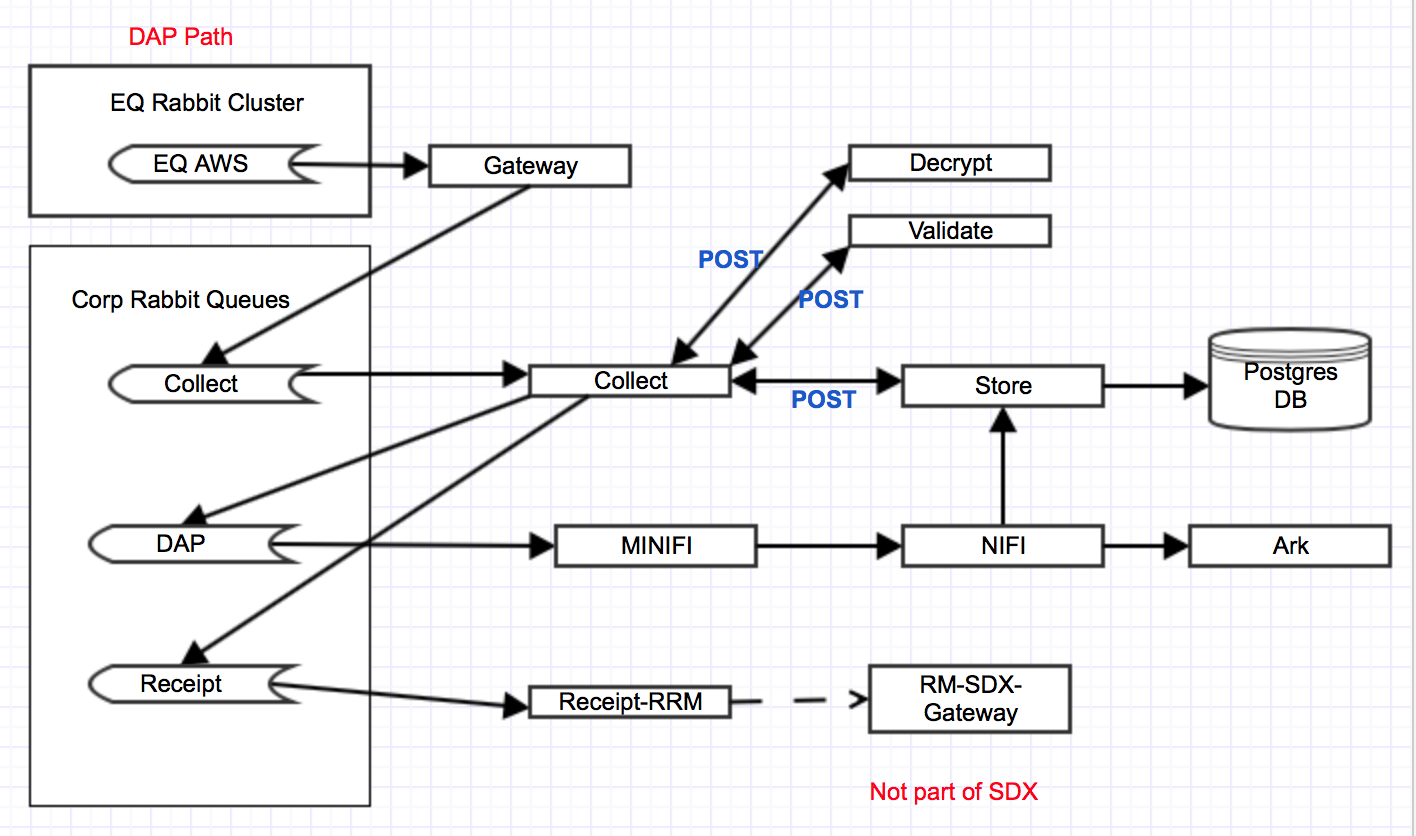 DAP Path
EQ Rabbit Cluster
EQ AWS
Gateway
Decrypt
Validate
POST
POST
Corp Rabbit Queues
Collect
Collect
POST
Store
Postgres
DB
DAP
MINIFI
NIFI
Ark
Receipt
Receipt-RRM
RM-SDX-
Gateway
Not part of SDX